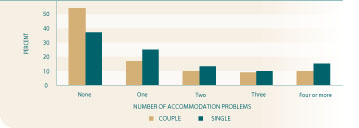 PERCENT
50
40
30
20
10
0
None One Two Three Four or more
NUMBER OF ACCOMMODATION PROBLEMS
COUPLE SINGLE